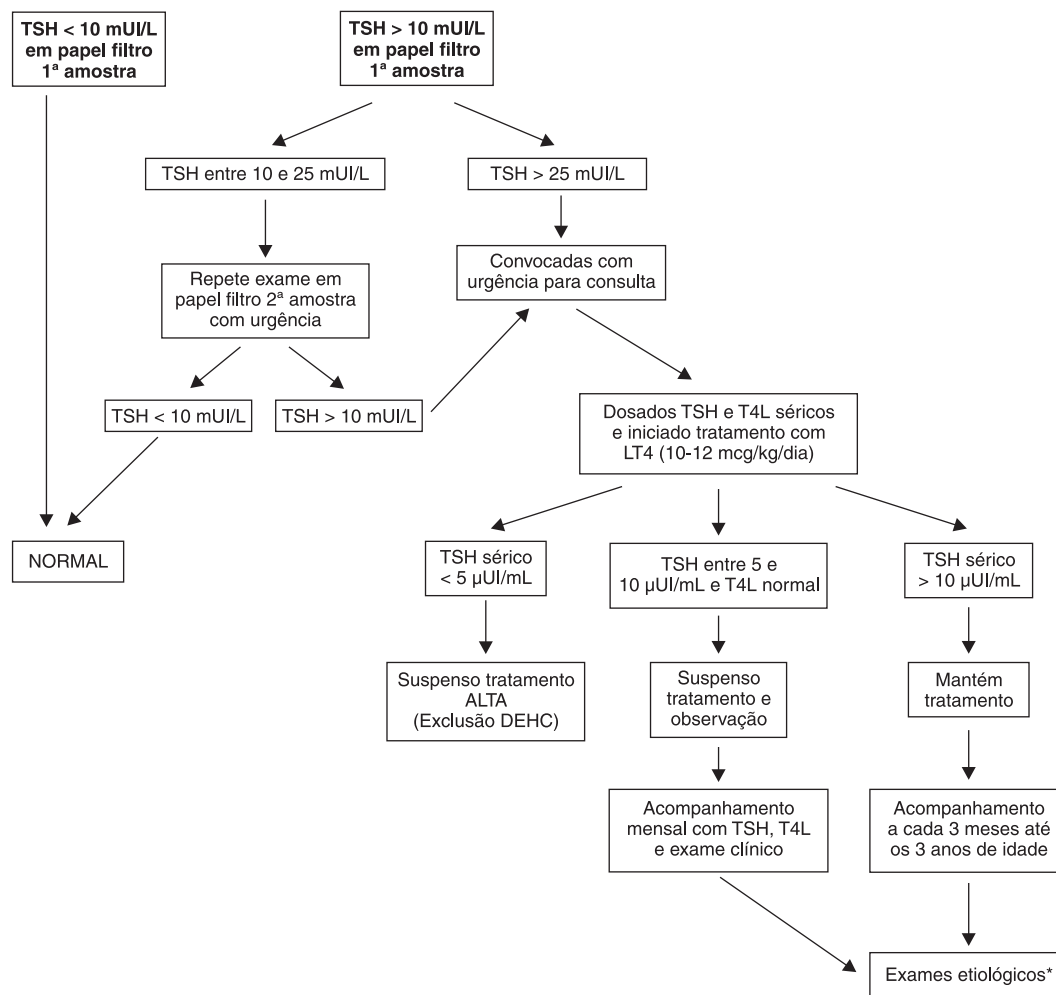 TSH < 10 mUI/L
em papel filtro
1ª amostra
TSH > 10 mUI/L
em papel filtro
1ª amostra
TSH entre 10 e 25 mUI/L
TSH > 25 mUI/L
Repete exame em
papel filtro 2ª amostra
com urgência
Convocadas com
urgência para consulta
TSH < 10 mUI/L
TSH > 10 mUI/L
Dosados TSH e T4L séricos
e iniciado tratamento com
LT4 (10-12 mcg/kg/dia)
NORMAL
TSH sérico
< 5 μUI/mL
TSH entre 5 e
10 μUI/mL e T4L normal
TSH sérico
> 10 μUI/mL
Suspenso tratamento
ALTA
(Exclusão DEHC)
Suspenso
tratamento e
observação
Mantém
tratamento
Acompanhamento
mensal com TSH, T4L
e exame clínico
Acompanhamento
a cada 3 meses até
os 3 anos de idade
Exames etiológicos*